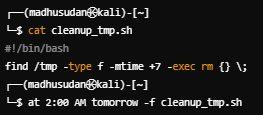 ┌──(madhusudan㉿kali)-[~]
└─$ cat cleanup_tmp.sh
#!/bin/bash
find /tmp -type f -mtime +7 -exec rm {} \;
┌──(madhusudan㉿kali)-[~]
└─$ at 2:00 AM tomorrow -f cleanup_tmp.sh